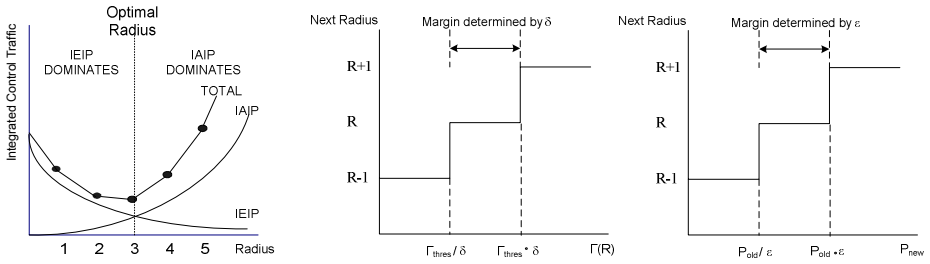 Optimal
Radius
Integrated Control Traffic
IEIP
DOMINATES
IAIP
DOMINATES
TOTAL
IAIP
IEIP
1 2 3 4 5 Radius
Next Radius
Margin determined by δ
R+1
R
R-1
Γthres / δ
Γthres • δ
Γ(R)
Next Radius
Margin determined by ε
R+1
R
R-1
Pold / ε
Pold • ε
Pnew